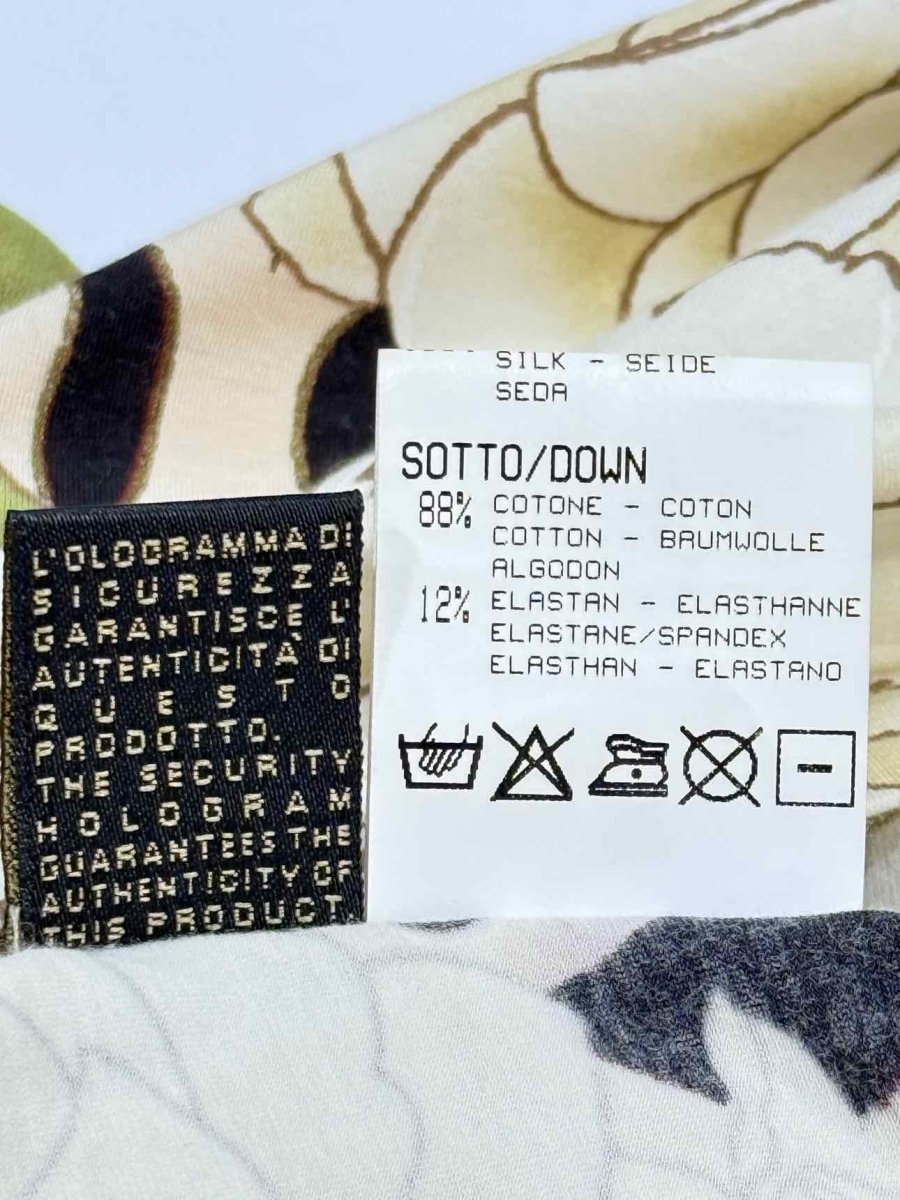 L'OLOGRAMMA DI
SICUREZZA
GARANTISCE L'
AUTENTICITÀ DI
QUESTO
PRODOTTO.
THE SECURITY
HOLOGRAM
GUARANTEES THE
AUTHENTICITY OF
THIS PRODUCT
SILK - SEIDE
SEDA
SOTTO/DOWN
88% COTONE - COTON
COTTON - BAUMWOLLE
ALGODON
12% ELASTAN - ELASTHANNE
ELASTANE/SPANDEX
ELASTHAN - ELASTANO